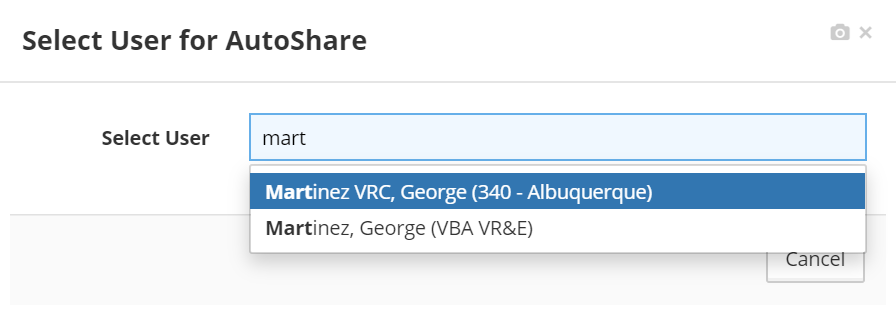 Select User for AutoShare
Select User
mart
Martinez VRC, George (340 - Albuquerque)
Martinez, George (VBA VR&E)
Cancel